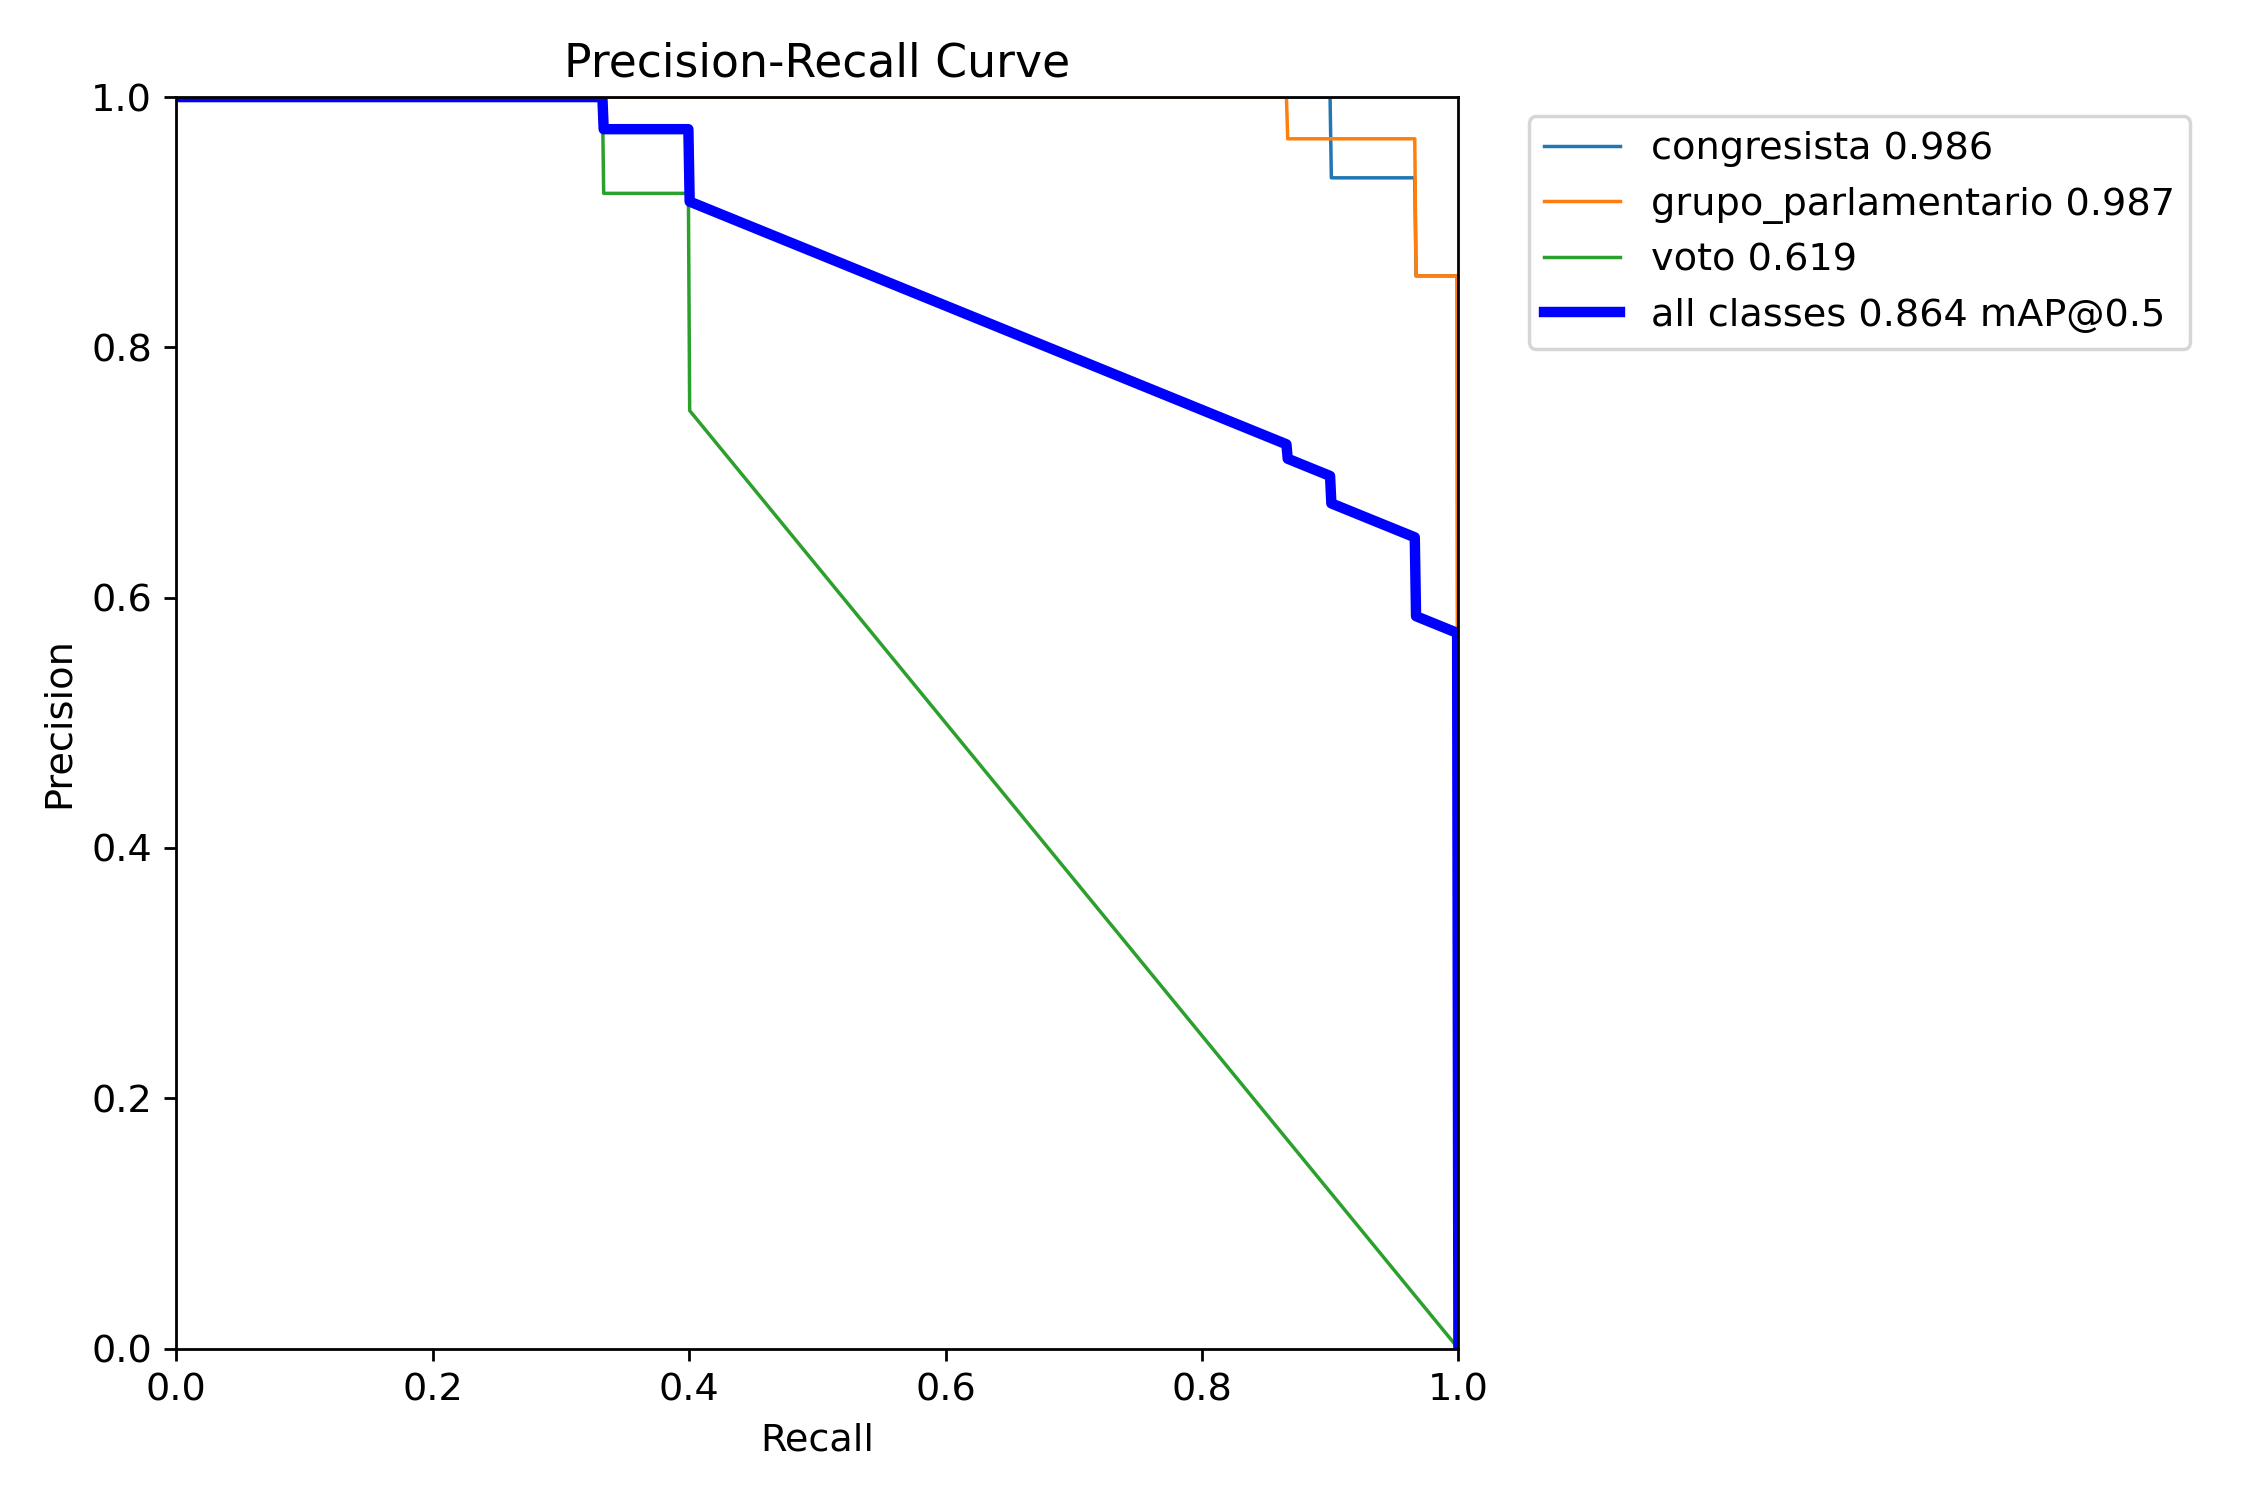 Precision-Recall Curve
1.0
0.8
0.6
0.4
0.2
0.0
Precision
0.0 0.2 0.4 0.6 0.8 1.0
Recall
congresista 0.986
grupo_parlamentario 0.987
voto 0.619
all classes 0.864 mAP@0.5